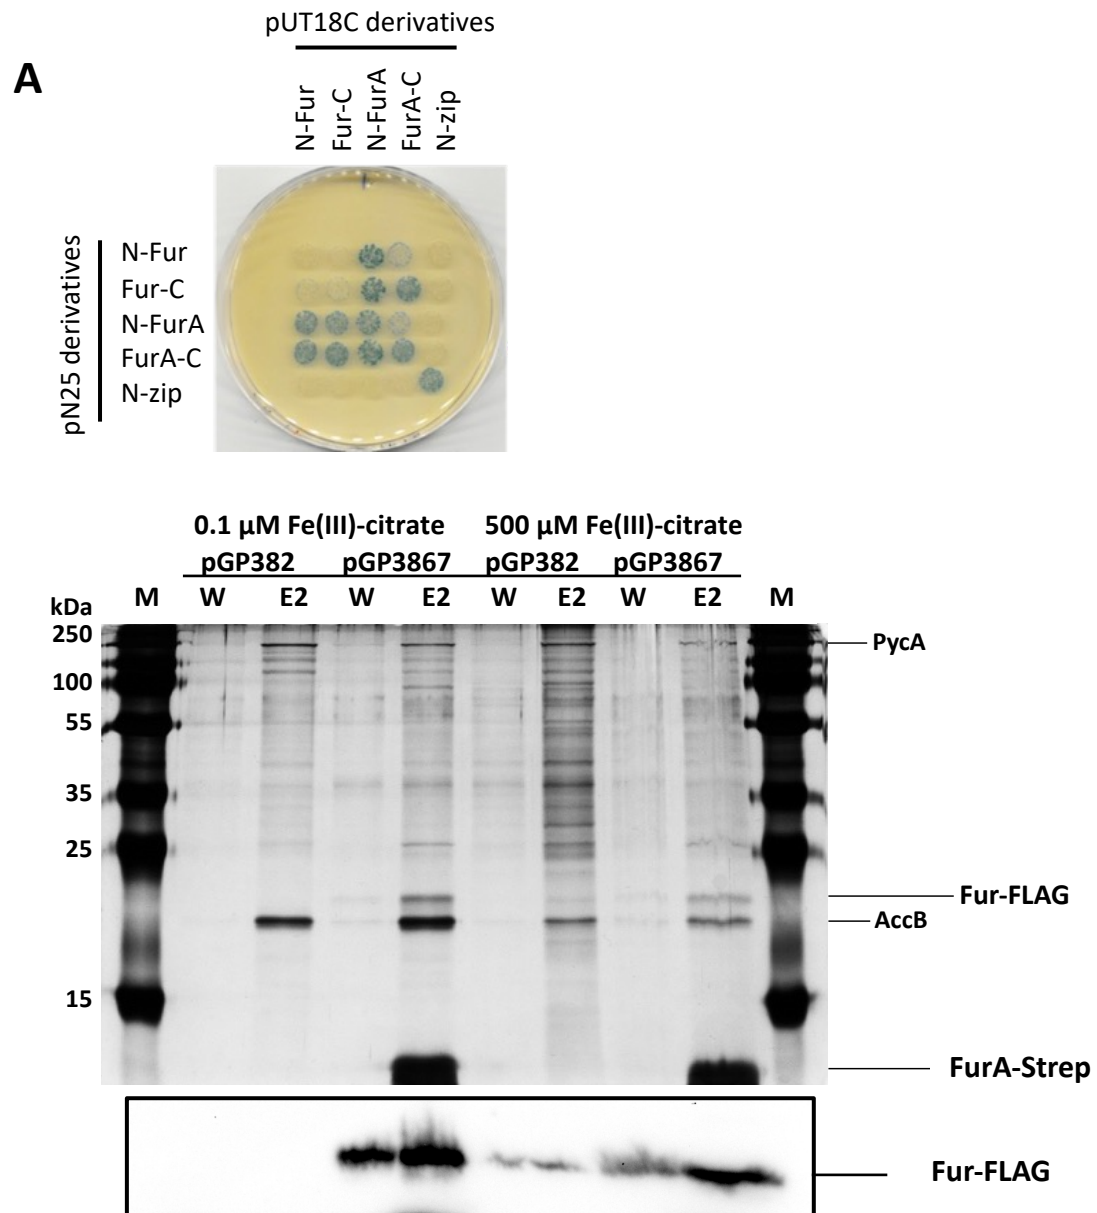 pUT18C derivatives
A
N-Fur
Fur-C
N-FurA
FurA-C
N-zip
pN25 derivatives
N-Fur
Fur-C
N-FurA
FurA-C
N-zip
0.1 µM Fe(III)-citrate 500 µM Fe(III)-citrate
pGP382 pGP3867 pGP382 pGP3867
kDa M W E2 W E2 W E2 W E2 M
250
PycA
100
55
35
25
Fur-FLAG
AccB
15
FurA-Strep
Fur-FLAG